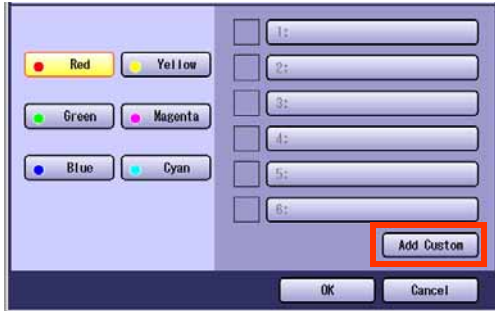 Red
Yellow
Green
Magenta
Blue
Cyan
1:
2:
3:
4:
5:
6:
Add Custom
OK
Cancel